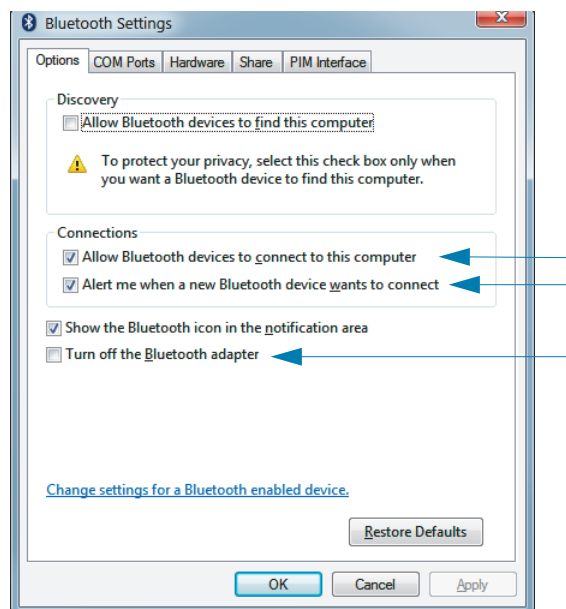 Bluetooth Settings
Options COM Ports Hardware Share PIM Interface
Discovery
Allow Bluetooth devices to find this computer
To protect your privacy, select this check box only when
you want a Bluetooth device to find this computer.
Connections
Allow Bluetooth devices to connect to this computer
Alert me when a new Bluetooth device wants to connect
Show the Bluetooth icon in the notification area
Turn off the Bluetooth adapter
Change settings for a Bluetooth enabled device.
Restore Defaults
OK Cancel Apply